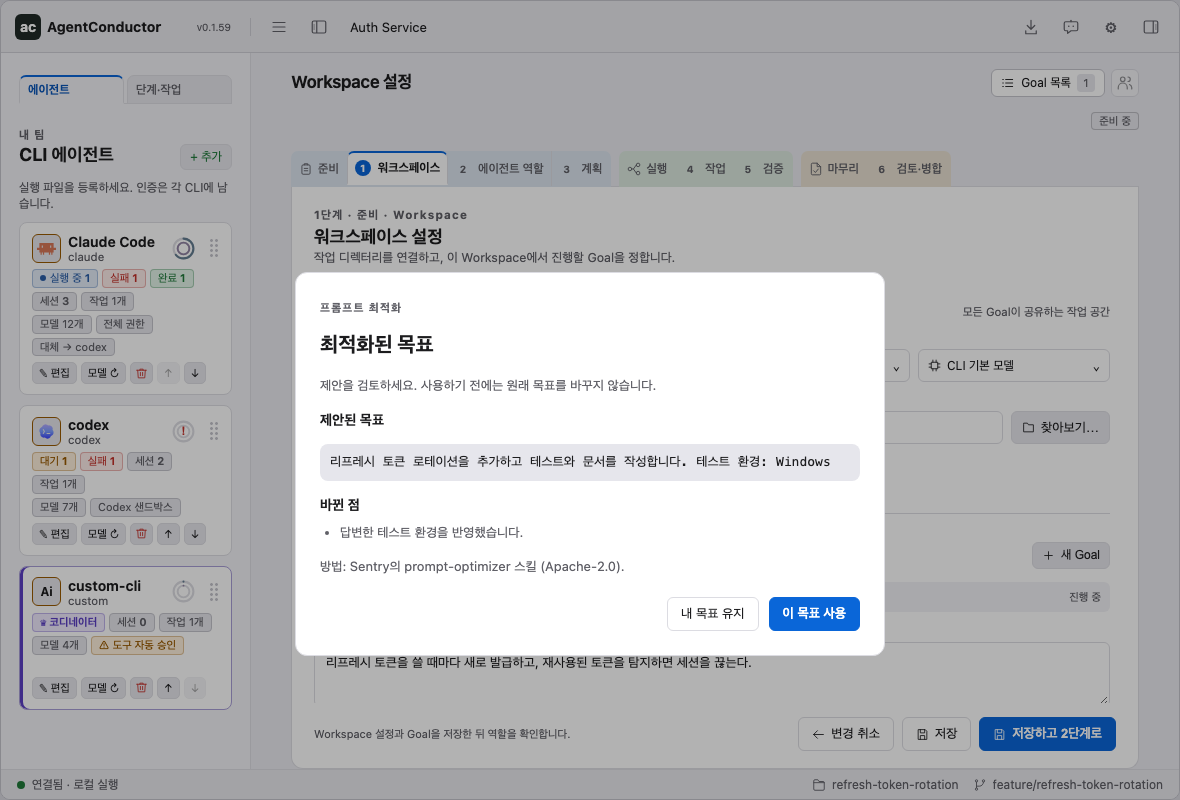 ac AgentConductor v0.1.59 Auth Service
에이전트 단계·작업
내 팀
CLI 에이전트
+ 추가
실행 파일을 등록하세요. 인증은 각 CLI에 남
습니다.
Claude Code
claude
실행 중 1 실패 1 완료 1
세션 3 작업 1개
모델 12개 전체 권한
대체 → codex
✎ 편집 모델 ↻ ↑ ↓
codex
codex
대기 1 실패 1 세션 2
작업 1개
모델 7개 Codex 샌드박스
✎ 편집 모델 ↻ ↑ ↓
Ai custom-cli
custom
♛ 코디네이터 세션 0 작업 1개
모델 4개 ⚠ 도구 자동 승인
✎ 편집 모델 ↻ ↑ ↓
Workspace 설정
Goal 목록 1
준비 중
준비 1 워크스페이스 2 에이전트 역할 3 계획 실행 4 작업 5 검증 마무리 6 검토·병합
1단계 · 준비 · Workspace
워크스페이스 설정
작업 디렉터리를 연결하고, 이 Workspace에서 진행할 Goal을 정합니다.
모든 Goal이 공유하는 작업 공간
CLI 기본 모델
찾아보기...
+ 새 Goal
진행 중
프롬프트 최적화
최적화된 목표
제안을 검토하세요. 사용하기 전에는 원래 목표를 바꾸지 않습니다.
제안된 목표
리프레시 토큰 로테이션을 추가하고 테스트와 문서를 작성합니다. 테스트 환경: Windows
바뀐 점
• 답변한 테스트 환경을 반영했습니다.
방법: Sentry의 prompt-optimizer 스킬 (Apache-2.0).
내 목표 유지 이 목표 사용
리프레시 토큰을 쓸 때마다 새로 발급하고, 재사용된 토큰을 탐지하면 세션을 끊는다.
Workspace 설정과 Goal을 저장한 뒤 역할을 확인합니다.
← 변경 취소 저장 저장하고 2단계로
연결됨 · 로컬 실행
refresh-token-rotation feature/refresh-token-rotation